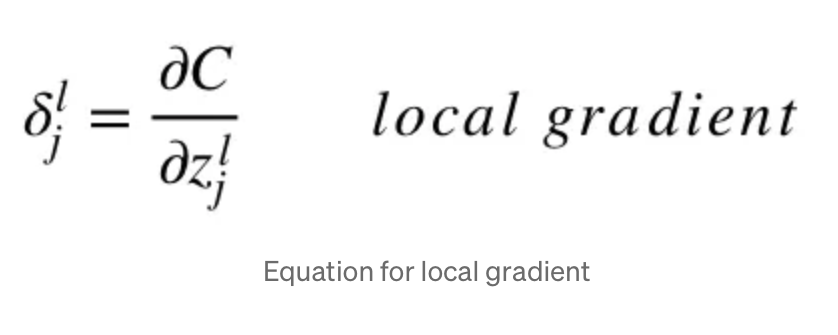 δ_j^l = ∂C/∂z_j^l local gradient
Equation for local gradient